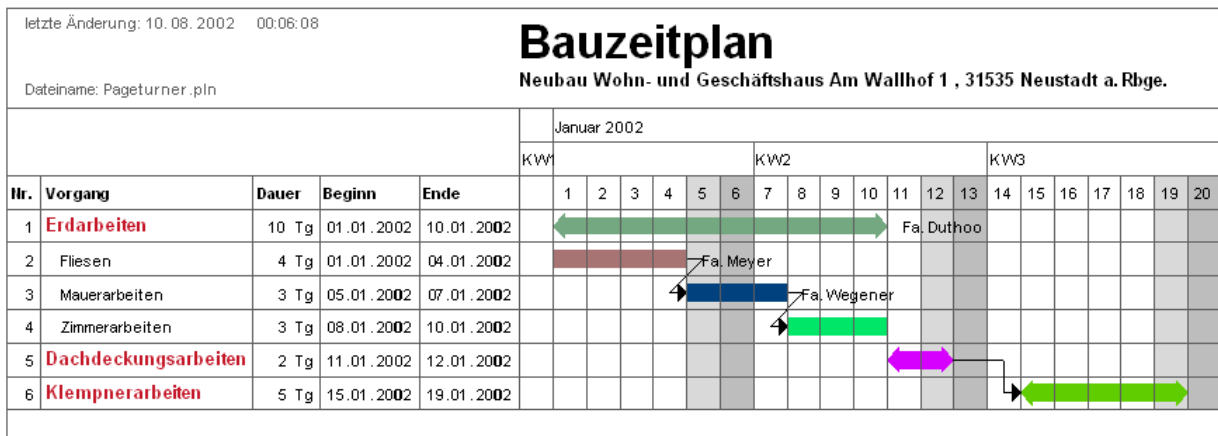 letzte Änderung: 10.08.2002 00:06:08
Bauzeitplan
Neubau Wohn- und Geschäftshaus Am Wallhof 1 , 31535 Neustadt a. Rbge.
Dateiname: Pageturner.pln
Januar 2002
KW1 KW2 KW3
Nr. Vorgang Dauer Beginn Ende 1 2 3 4 5 6 7 8 9 10 11 12 13 14 15 16 17 18 19 20
1 Erdarbeiten 10 Tg 01.01.2002 10.01.2002 Fa. Duthoo
2 Fliesen 4 Tg 01.01.2002 04.01.2002 Fa. Meyer
3 Mauerarbeiten 3 Tg 05.01.2002 07.01.2002 Fa. Wegener
4 Zimmerarbeiten 3 Tg 08.01.2002 10.01.2002
5 Dachdeckungsarbeiten 2 Tg 11.01.2002 12.01.2002
6 Klempnerarbeiten 5 Tg 15.01.2002 19.01.2002